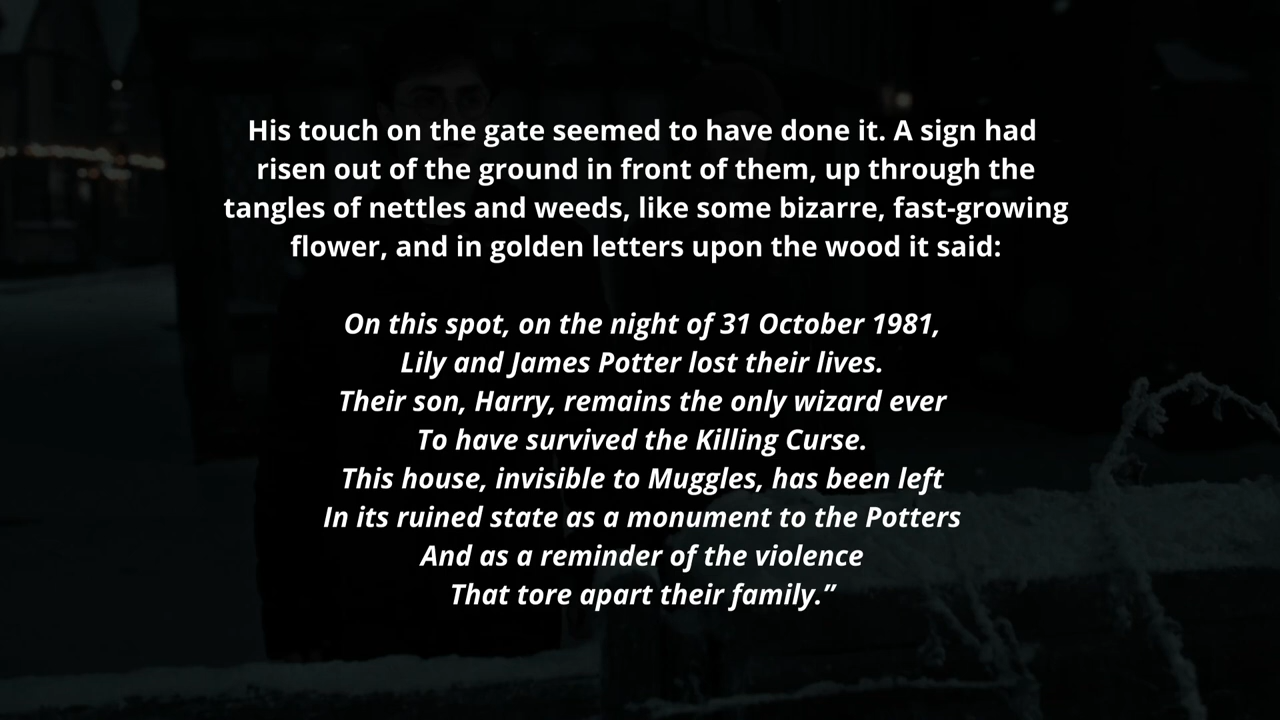 His touch on the gate seemed to have done it. A sign had
risen out of the ground in front of them, up through the
tangles of nettles and weeds, like some bizarre, fast-growing
flower, and in golden letters upon the wood it said:
On this spot, on the night of 31 October 1981,
Lily and James Potter lost their lives.
Their son, Harry, remains the only wizard ever
To have survived the Killing Curse.
This house, invisible to Muggles, has been left
In its ruined state as a monument to the Potters
And as a reminder of the violence
That tore apart their family.”